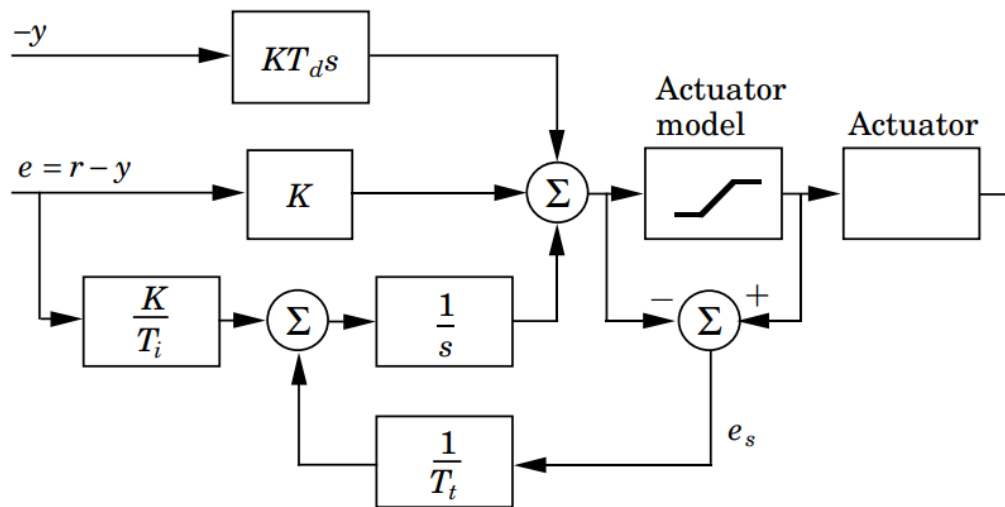 −y
KT_d s
Actuator
model
Actuator
e = r − y
K
Σ
K
T_i
Σ
1
s
− Σ +
1
T_t
e_s